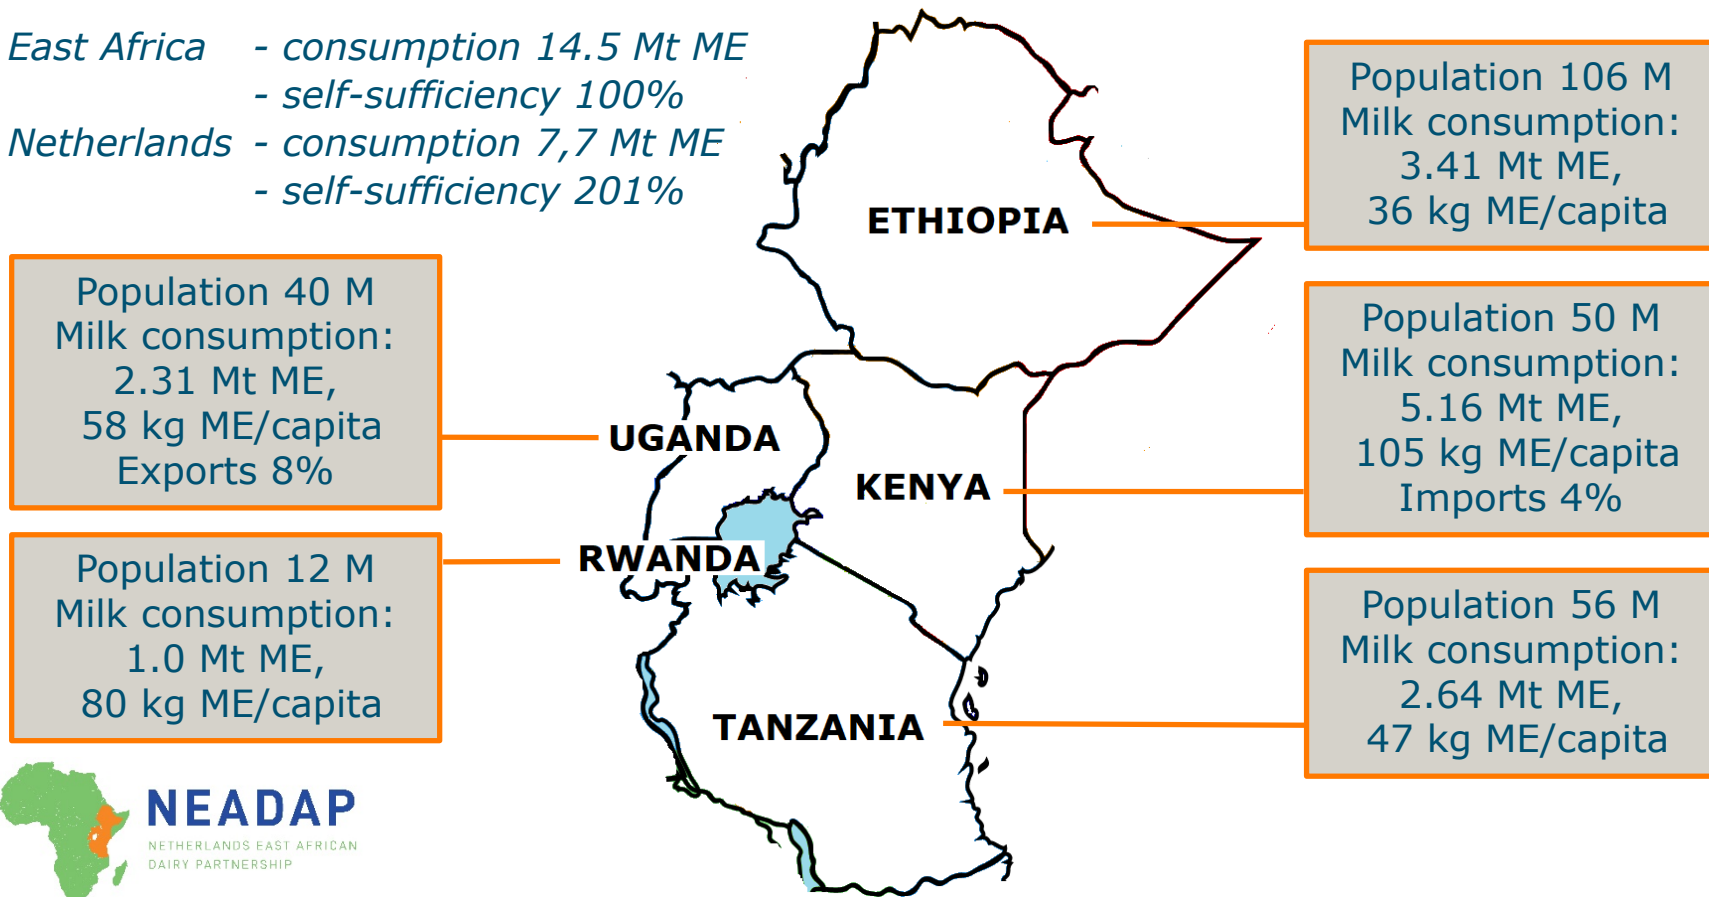 East Africa - consumption 14.5 Mt ME
- self-sufficiency 100%
Netherlands - consumption 7,7 Mt ME
- self-sufficiency 201%
Population 106 M
Milk consumption:
3.41 Mt ME,
36 kg ME/capita
ETHIOPIA
Population 40 M
Milk consumption:
2.31 Mt ME,
58 kg ME/capita
Exports 8%
UGANDA
Population 50 M
Milk consumption:
5.16 Mt ME,
105 kg ME/capita
Imports 4%
KENYA
Population 12 M
Milk consumption:
1.0 Mt ME,
80 kg ME/capita
RWANDA
Population 56 M
Milk consumption:
2.64 Mt ME,
47 kg ME/capita
TANZANIA
NEADAP
NETHERLANDS EAST AFRICAN
DAIRY PARTNERSHIP